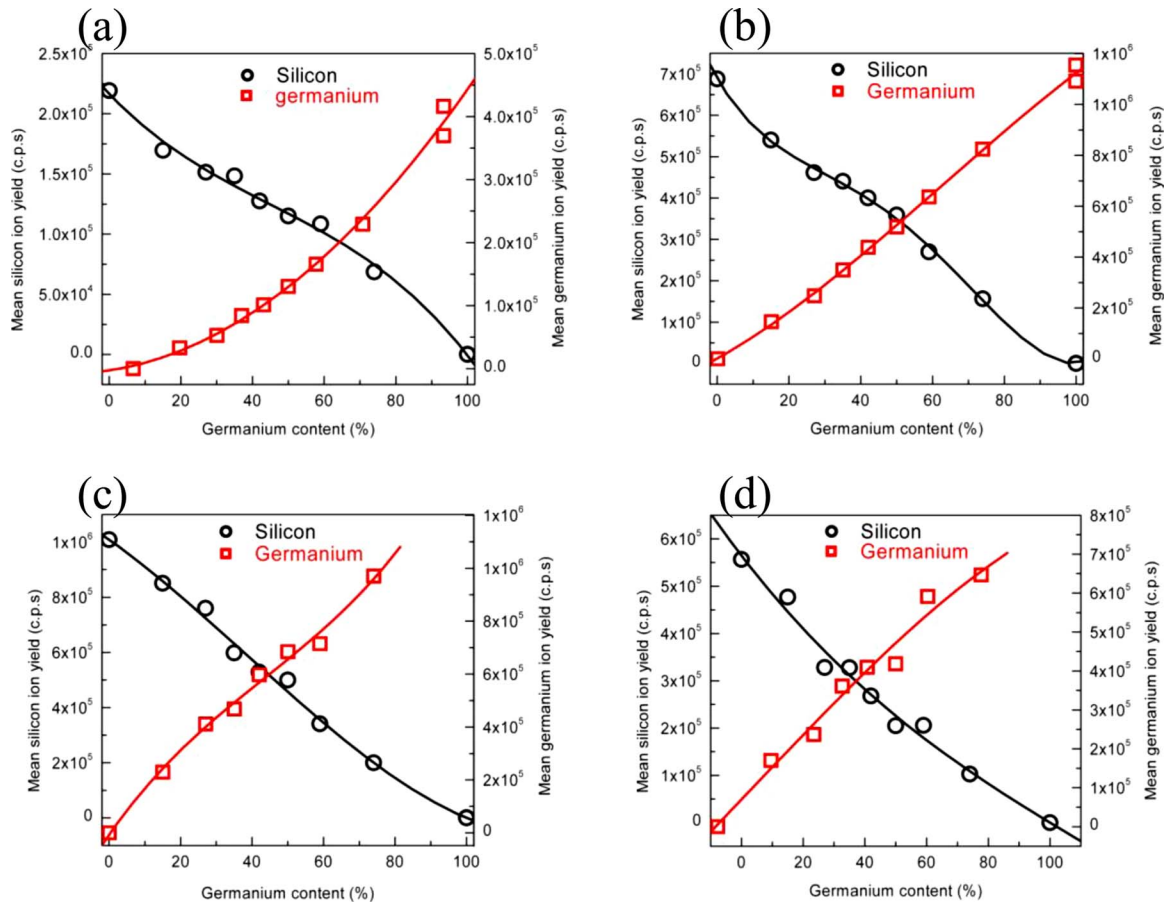 (a)
2.5x10⁶
2.0x10⁵
1.5x10⁵
1.0x10⁵
5.0x10⁴
0.0
Mean silicon ion yield (c.p.s)
Silicon
germanium
5.0x10⁵
4.0x10⁵
3.0x10⁵
2.0x10⁵
1.0x10⁵
0.0
Mean germanium ion yield (c.p.s)
0 20 40 60 80 100
Germanium content (%)
(b)
7x10⁵
6x10⁵
5x10⁵
4x10⁵
3x10⁵
2x10⁵
1x10⁵
0
Mean silicon ion yield (c.p.s)
Silicon
Germanium
1x10⁶
8x10⁵
6x10⁵
4x10⁵
2x10⁵
0
Mean germanium ion yield (c.p.s)
0 20 40 60 80 100
Germanium content (%)
(c)
1x10⁶
8x10⁵
6x10⁵
4x10⁵
2x10⁵
0
Mean silicon ion yield (c.p.s)
Silicon
Germanium
1x10⁶
1x10⁶
8x10⁵
6x10⁵
4x10⁵
2x10⁵
0
Mean germanium ion yield (c.p.s)
0 20 40 60 80 100
Germanium content (%)
(d)
6x10⁵
5x10⁵
4x10⁵
3x10⁵
2x10⁵
1x10⁵
0
Mean silicon ion yield (c.p.s)
Silicon
Germanium
8x10⁵
7x10⁵
6x10⁵
5x10⁵
4x10⁵
3x10⁵
2x10⁵
1x10⁵
0
Mean germanium ion yield (c.p.s)
0 20 40 60 80 100
Germanium content (%)